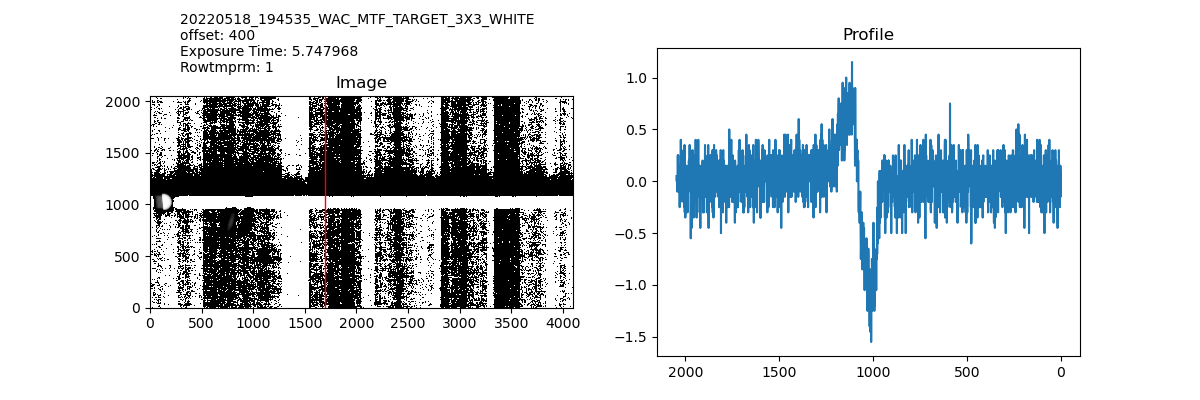 20220518_194535_WAC_MTF_TARGET_3X3_WHITE
offset: 400
Exposure Time: 5.747968
Rowtmprm: 1
Image
2000
1500
1000
500
0
0 500 1000 1500 2000 2500 3000 3500 4000
Profile
1.0
0.5
0.0
−0.5
−1.0
−1.5
2000 1500 1000 500 0